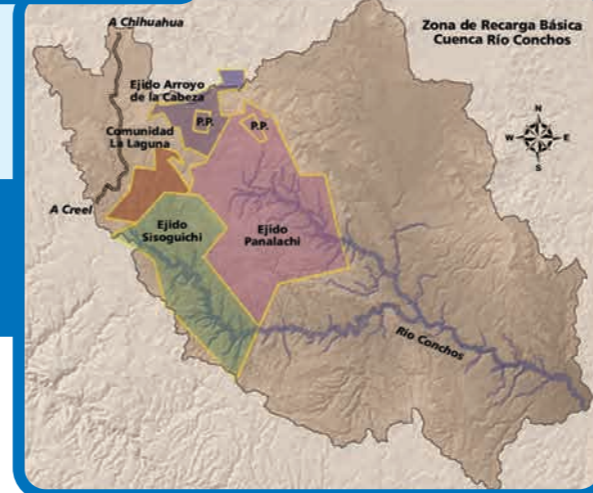 A Chihuahua
Zona de Recarga Básica
Cuenca Río Conchos
Ejido Arroyo
de la Cabeza
P.P.
P.P.
Comunidad
La Laguna
N
W
E
S
A Creel
Ejido
Sisoguichi
Ejido
Panalachi
Río Conchos